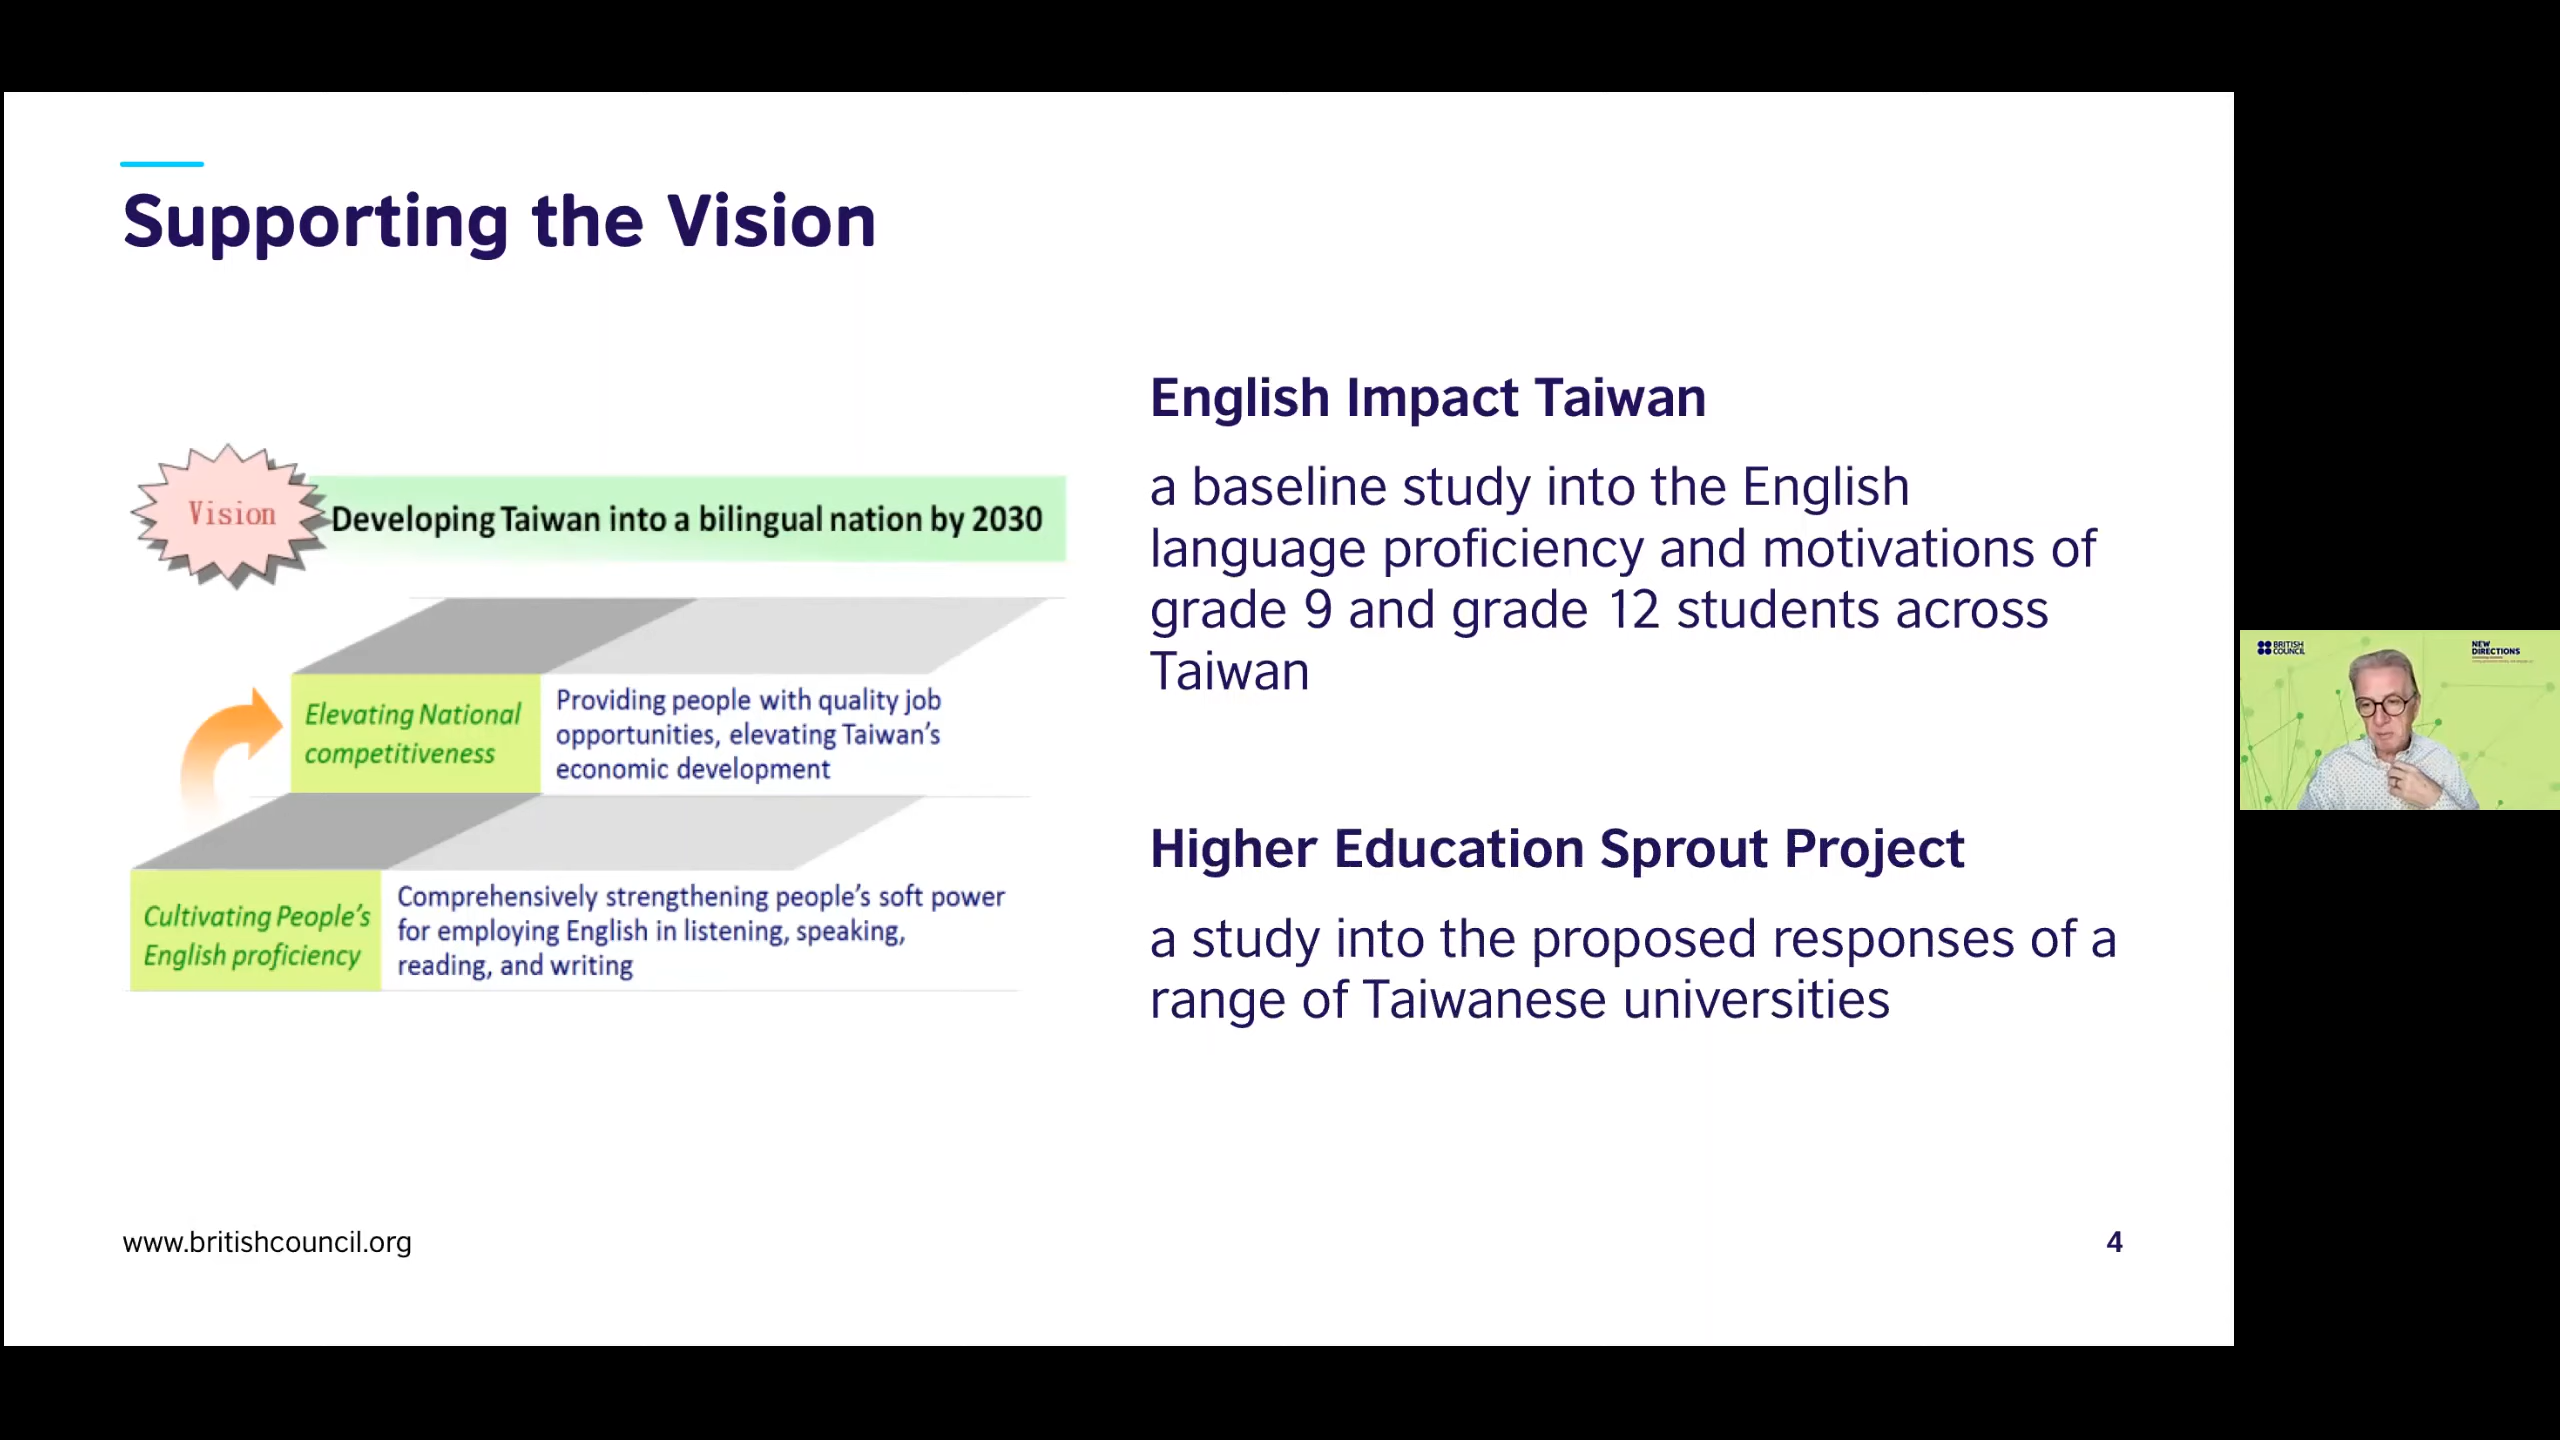 Supporting the Vision
Vision
Developing Taiwan into a bilingual nation by 2030
Elevating National
competitiveness
Providing people with quality job
opportunities, elevating Taiwan's
economic development
Cultivating People's
English proficiency
Comprehensively strengthening people's soft power
for employing English in listening, speaking,
reading, and writing
English Impact Taiwan
a baseline study into the English
language proficiency and motivations of
grade 9 and grade 12 students across
Taiwan
Higher Education Sprout Project
a study into the proposed responses of a
range of Taiwanese universities
www.britishcouncil.org
4
BRITISH
COUNCIL
NEW
DIRECTIONS